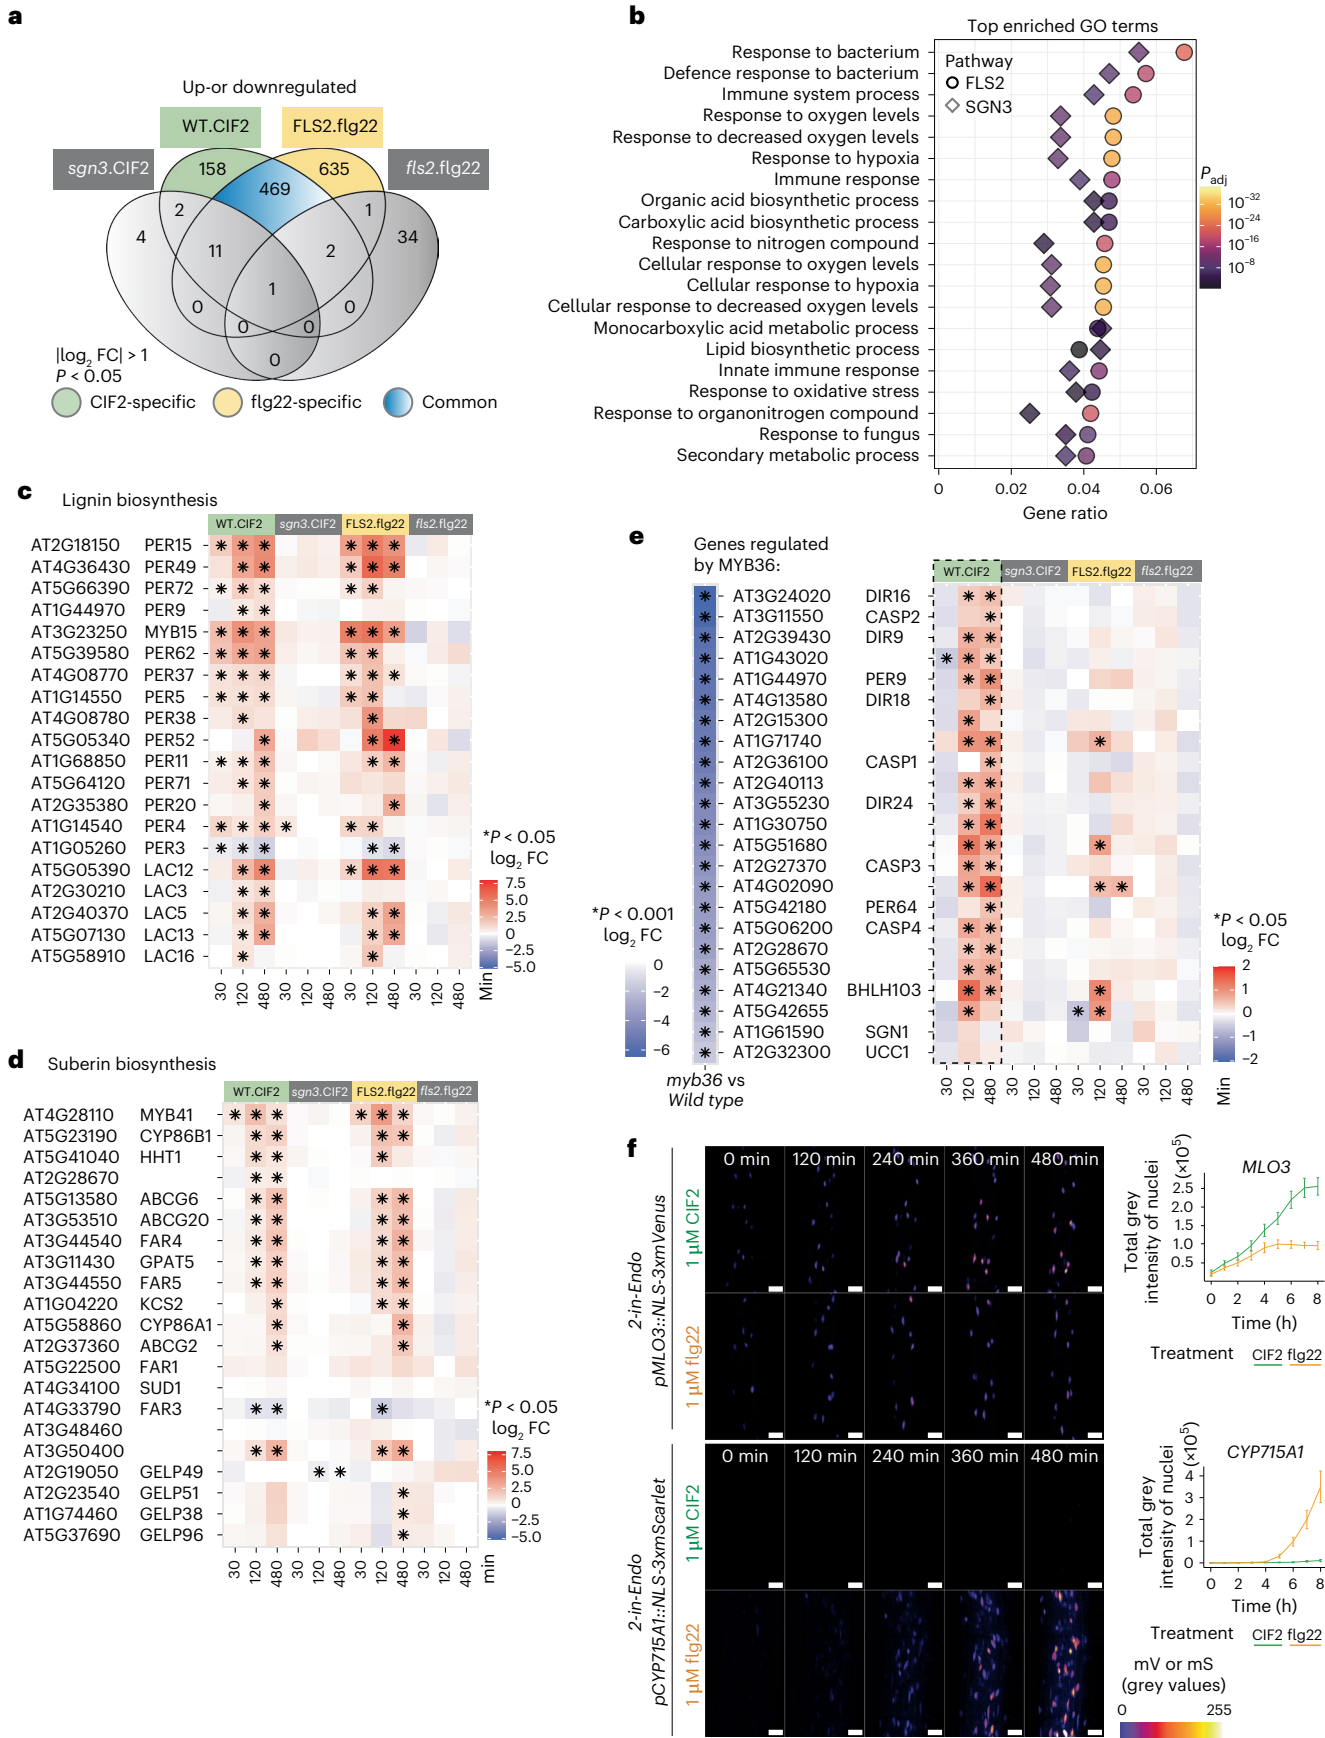 a
Up-or downregulated
WT.CIF2 FLS2.flg22
sgn3.CIF2 fls2.flg22
158 635
469
2 1
4 34
11 2
1
0 0
0 0
0
|log2 FC| > 1
P < 0.05
CIF2-specific flg22-specific Common
b
Top enriched GO terms
Response to bacterium
Defence response to bacterium
Immune system process
Response to oxygen levels
Response to decreased oxygen levels
Response to hypoxia
Immune response
Organic acid biosynthetic process
Carboxylic acid biosynthetic process
Response to nitrogen compound
Cellular response to oxygen levels
Cellular response to hypoxia
Cellular response to decreased oxygen levels
Monocarboxylic acid metabolic process
Lipid biosynthetic process
Innate immune response
Response to oxidative stress
Response to organonitrogen compound
Response to fungus
Secondary metabolic process
Pathway
FLS2
SGN3
0 0.02 0.04 0.06
Gene ratio
Padj
10−32
10−24
10−16
10−8
c
Lignin biosynthesis
WT.CIF2 sgn3.CIF2 FLS2.flg22 fls2.flg22
AT2G18150 PER15
AT4G36430 PER49
AT5G66390 PER72
AT1G44970 PER9
AT3G23250 MYB15
AT5G39580 PER62
AT4G08770 PER37
AT1G14550 PER5
AT4G08780 PER38
AT5G05340 PER52
AT1G68850 PER11
AT5G64120 PER71
AT2G35380 PER20
AT1G14540 PER4
AT1G05260 PER3
AT5G05390 LAC12
AT2G30210 LAC3
AT2G40370 LAC5
AT5G07130 LAC13
AT5G58910 LAC16
30 120 480 30 120 480 30 120 480 30 120 480 Min
*P < 0.05
log2 FC
7.5
5.0
2.5
0
−2.5
−5.0
d
Suberin biosynthesis
WT.CIF2 sgn3.CIF2 FLS2.flg22 fls2.flg22
AT4G28110 MYB41
AT5G23190 CYP86B1
AT5G41040 HHT1
AT2G28670
AT5G13580 ABCG6
AT3G53510 ABCG20
AT3G44540 FAR4
AT3G11430 GPAT5
AT3G44550 FAR5
AT1G04220 KCS2
AT5G58860 CYP86A1
AT2G37360 ABCG2
AT5G22500 FAR1
AT4G34100 SUD1
AT4G33790 FAR3
AT3G48460
AT3G50400
AT2G19050 GELP49
AT2G23540 GELP51
AT1G74460 GELP38
AT5G37690 GELP96
30 120 480 30 120 480 30 120 480 30 120 480 min
*P < 0.05
log2 FC
7.5
5.0
2.5
0
−2.5
−5.0
e
Genes regulated
by MYB36:
WT.CIF2 sgn3.CIF2 FLS2.flg22 fls2.flg22
AT3G24020 DIR16
AT3G11550 CASP2
AT2G39430 DIR9
AT1G43020
AT1G44970 PER9
AT4G13580 DIR18
AT2G15300
AT1G71740
AT2G36100 CASP1
AT2G40113
AT3G55230 DIR24
AT1G30750
AT5G51680
AT2G27370 CASP3
AT4G02090
AT5G42180 PER64
AT5G06200 CASP4
AT2G28670
AT5G65530
AT4G21340 BHLH103
AT5G42655
AT1G61590 SGN1
AT2G32300 UCC1
myb36 vs
Wild type
30 120 480 30 120 480 30 120 480 30 120 480 Min
*P < 0.001
log2 FC
0
−2
−4
−6
*P < 0.05
log2 FC
2
1
0
−1
−2
f
2-in-Endo
pMLO3::NLS-3xmVenus
1 µM CIF2
1 µM flg22
0 min 120 min 240 min 360 min 480 min
2-in-Endo
pCYP715A1::NLS-3xmScarlet
1 µM CIF2
1 µM flg22
0 min 120 min 240 min 360 min 480 min
MLO3
Total grey
intensity of nuclei (×105)
2.5
2.0
1.5
1.0
0.5
0 2 4 6 8
Time (h)
Treatment CIF2 flg22
CYP715A1
Total grey
intensity of nuclei (×105)
4
3
2
1
0
0 2 4 6 8
Time (h)
Treatment CIF2 flg22
mV or mS
(grey values)
0 255